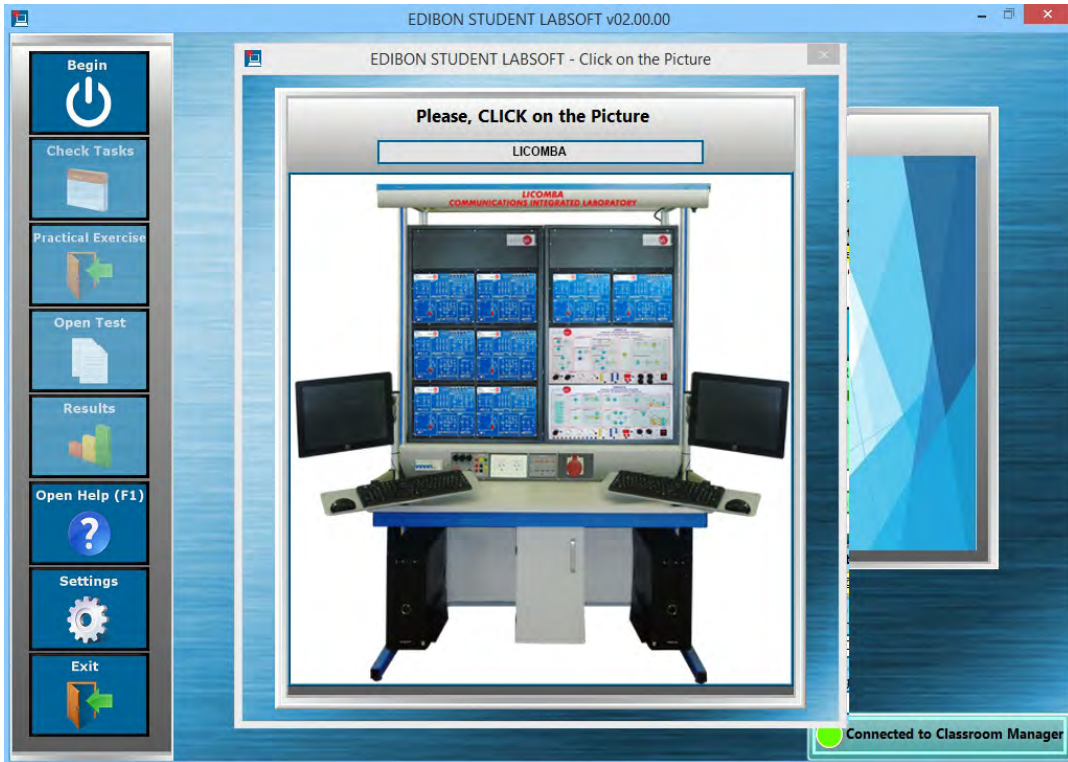 EDIBON STUDENT LABSOFT v02.00.00
Begin
Check Tasks
Practical Exercise
Open Test
Results
Open Help (F1)
Settings
Exit
EDIBON STUDENT LABSOFT - Click on the Picture
Please, CLICK on the Picture
LICOMBA
LICOMBA
COMMUNICATIONS INTEGRATED LABORATORY
Connected to Classroom Manager